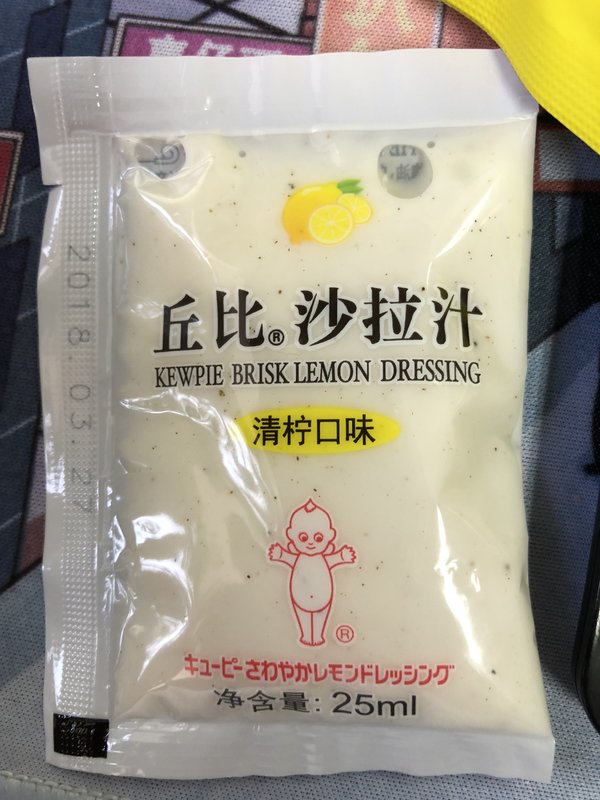 丘比®沙拉汁
KEWPIE BRISK LEMON DRESSING
清柠口味
®
キューピーさわやかレモンドレッシング
净含量: 25ml
2018.03.27